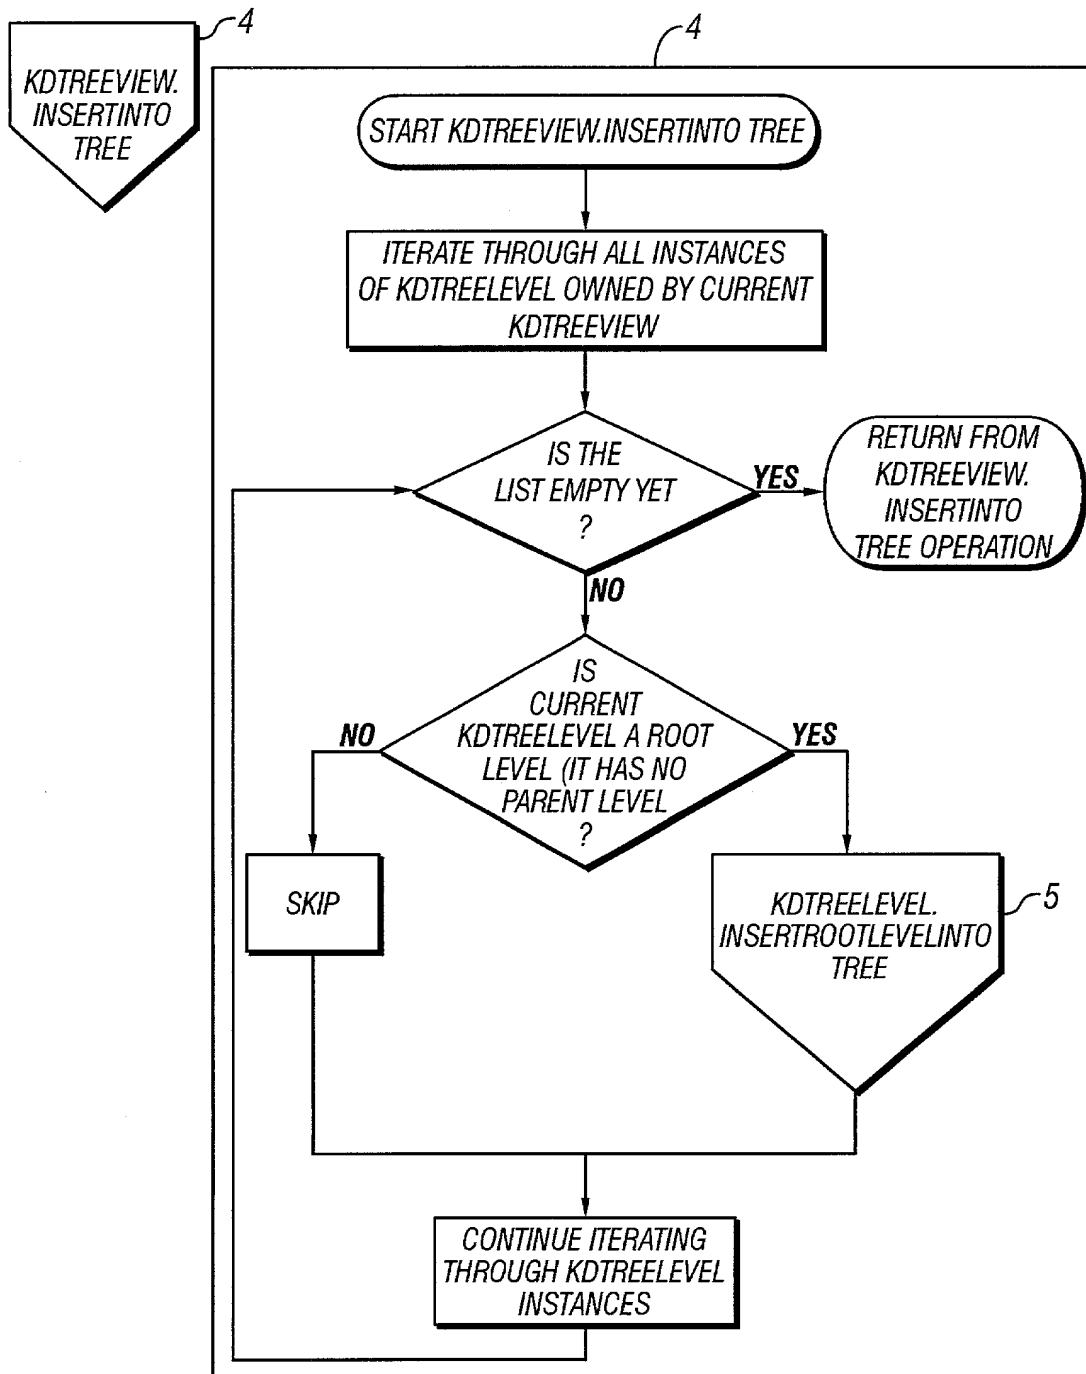 4
KDTREEVIEW.
INSERTINTO
TREE
4
START KDTREEVIEW.INSERTINTO TREE
ITERATE THROUGH ALL INSTANCES
OF KDTREELEVEL OWNED BY CURRENT
KDTREEVIEW
IS THE
LIST EMPTY YET
?
YES
RETURN FROM
KDTREEVIEW.
INSERTINTO
TREE OPERATION
NO
IS
CURRENT
KDTREELEVEL A ROOT
LEVEL (IT HAS NO
PARENT LEVEL
?
NO
YES
SKIP
KDTREELEVEL.
INSERTROOTLEVELINTO
TREE
5
CONTINUE ITERATING
THROUGH KDTREELEVEL
INSTANCES